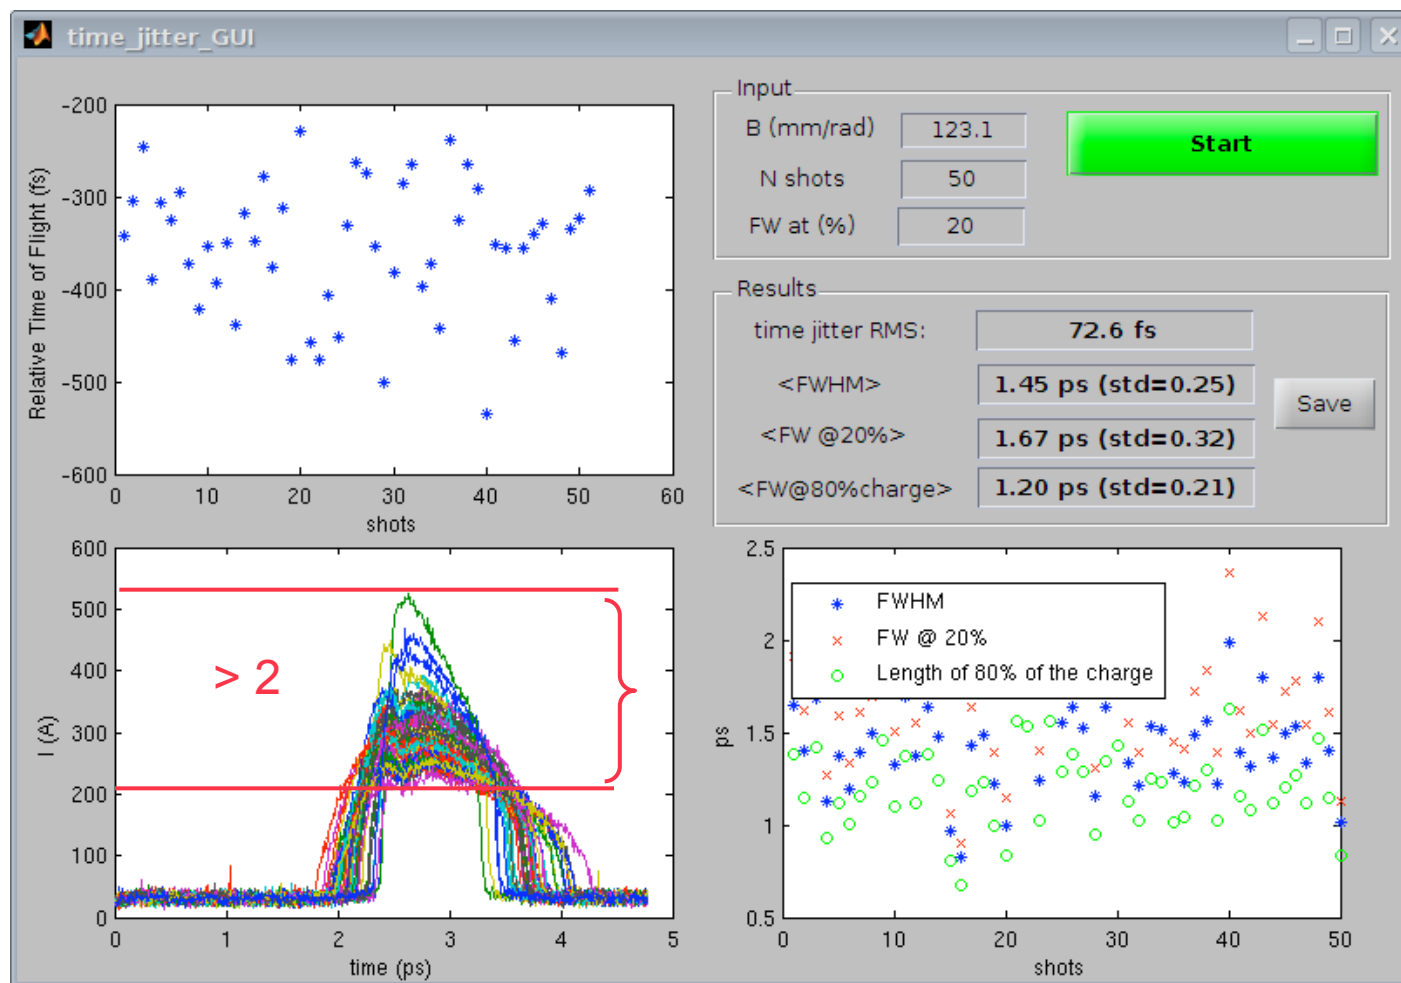 time_jitter_GUI
-200
-300
-400
-500
-600
Relative Time of Flight (fs)
0 10 20 30 40 50 60
shots
Input
B (mm/rad) 123.1
N shots 50
FW at (%) 20
Start
Results
time jitter RMS: 72.6 fs
<FWHM> 1.45 ps (std=0.25)
<FW @20%> 1.67 ps (std=0.32)
<FW@80%charge> 1.20 ps (std=0.21)
Save
600
500
400
300
200
100
0
I (A)
> 2
0 1 2 3 4 5
time (ps)
2.5
2
1.5
1
0.5
ps
FWHM
FW @ 20%
Length of 80% of the charge
0 10 20 30 40 50
shots